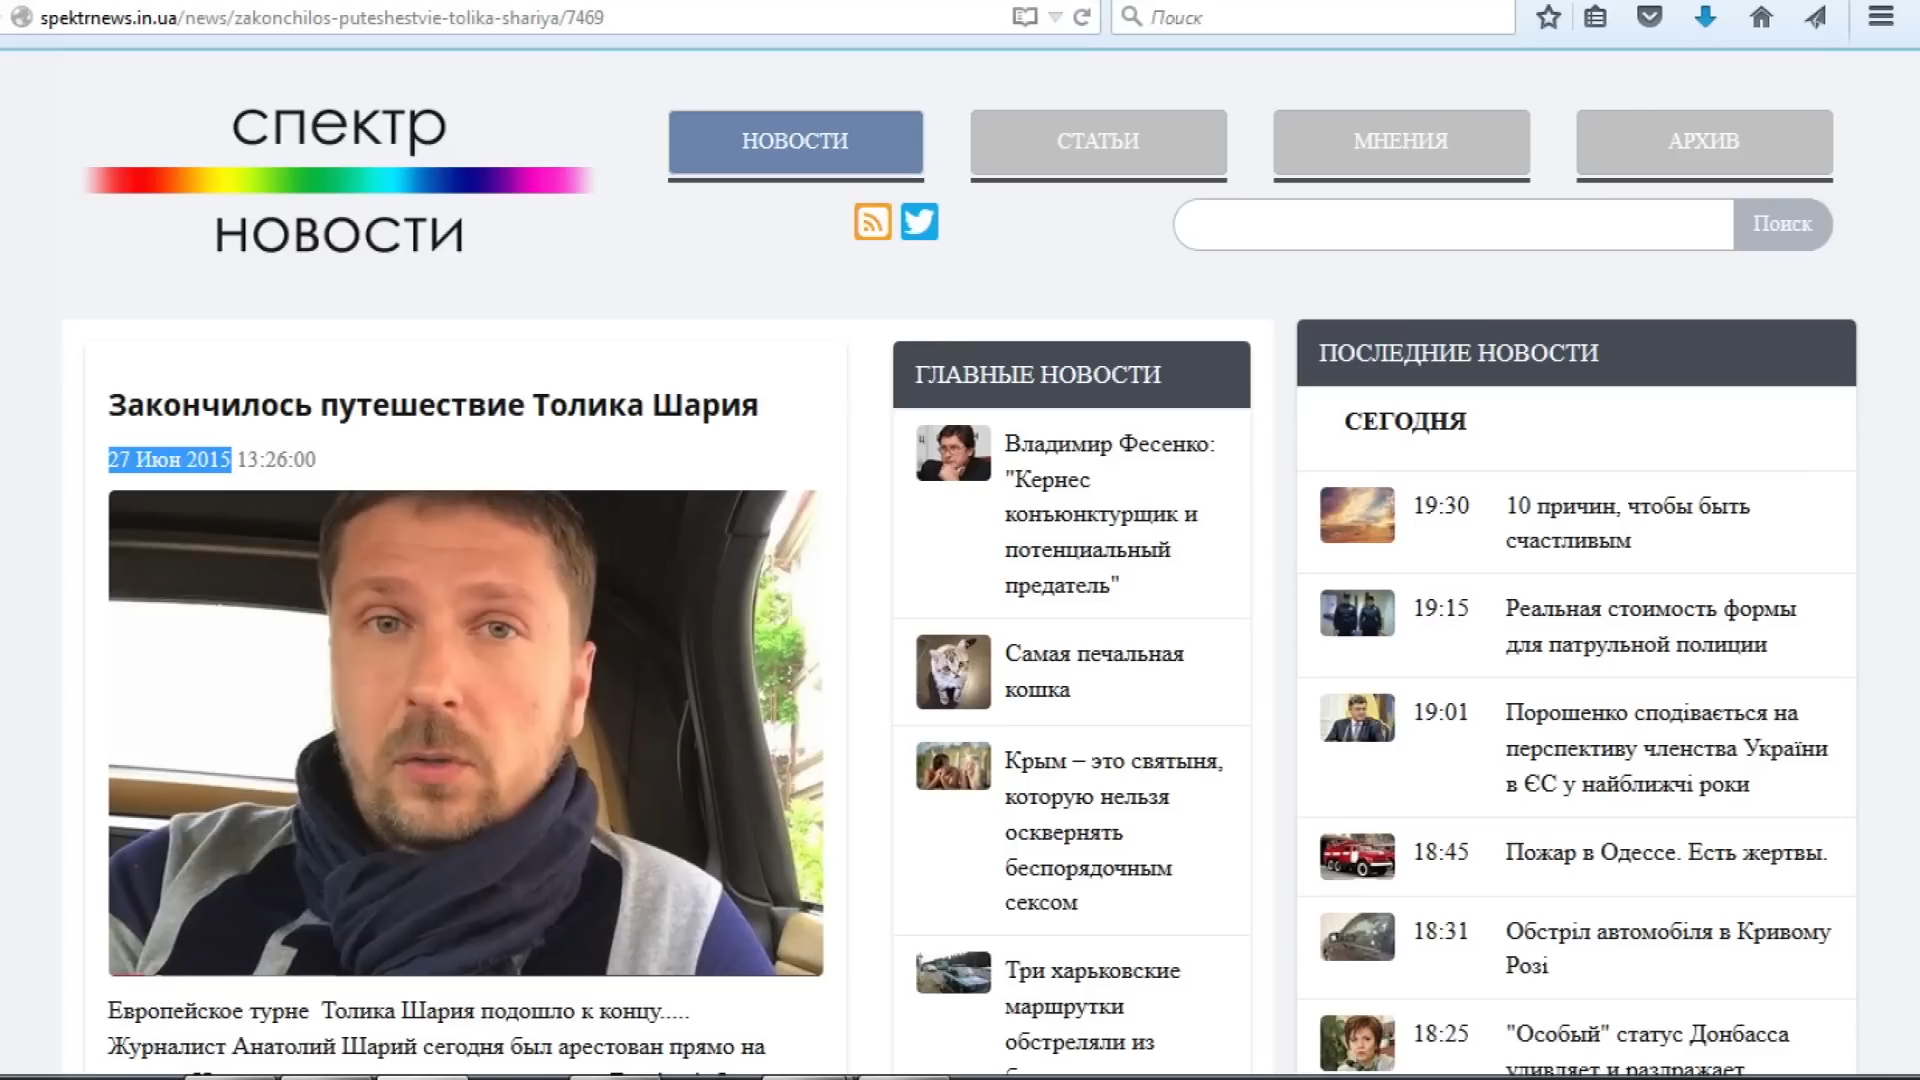 spektrnews.in.ua/news/zakonchilos-puteshestvie-tolika-shariya/7469
Поиск
спектр
НОВОСТИ
НОВОСТИ
СТАТЬИ
МНЕНИЯ
АРХИВ
Поиск
Закончилось путешествие Толика Шария
27 Июн 2015 13:26:00
Европейское турне Толика Шария подошло к концу.....
Журналист Анатолий Шарий сегодня был арестован прямо на
ГЛАВНЫЕ НОВОСТИ
Владимир Фесенко:
"Кернес
конъюнктурщик и
потенциальный
предатель"
Самая печальная
кошка
Крым – это святыня,
которую нельзя
осквернять
беспорядочным
сексом
Три харьковские
маршрутки
обстреляли из
ПОСЛЕДНИЕ НОВОСТИ
СЕГОДНЯ
19:30 10 причин, чтобы быть
счастливым
19:15 Реальная стоимость формы
для патрульной полиции
19:01 Порошенко сподівається на
перспективу членства України
в ЄС у найближчі роки
18:45 Пожар в Одессе. Есть жертвы.
18:31 Обстріл автомобіля в Кривому
Розі
18:25 "Особый" статус Донбасса
удивляет и раздражает